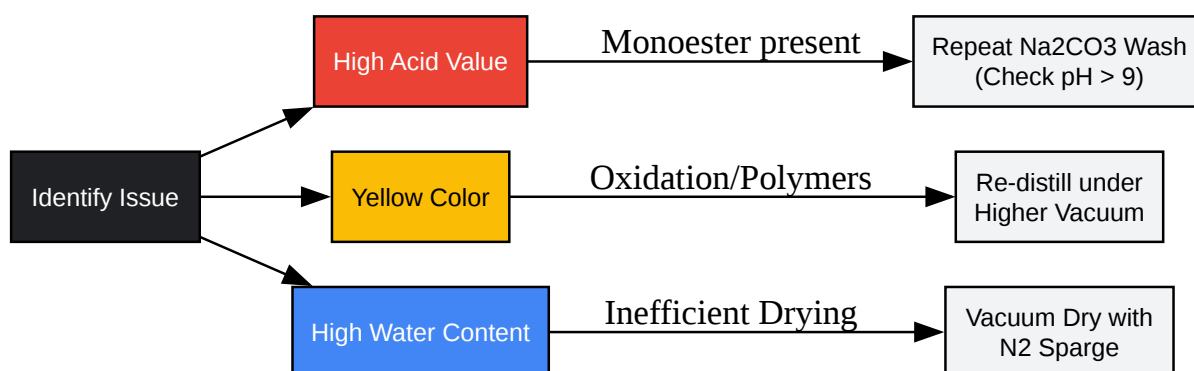 Identify Issue
High Acid Value
Monoester present
Repeat Na2CO3 Wash
(Check pH > 9)
Yellow Color
Oxidation/Polymers
Re-distill under
Higher Vacuum
High Water Content
Inefficient Drying
Vacuum Dry with
N2 Sparge